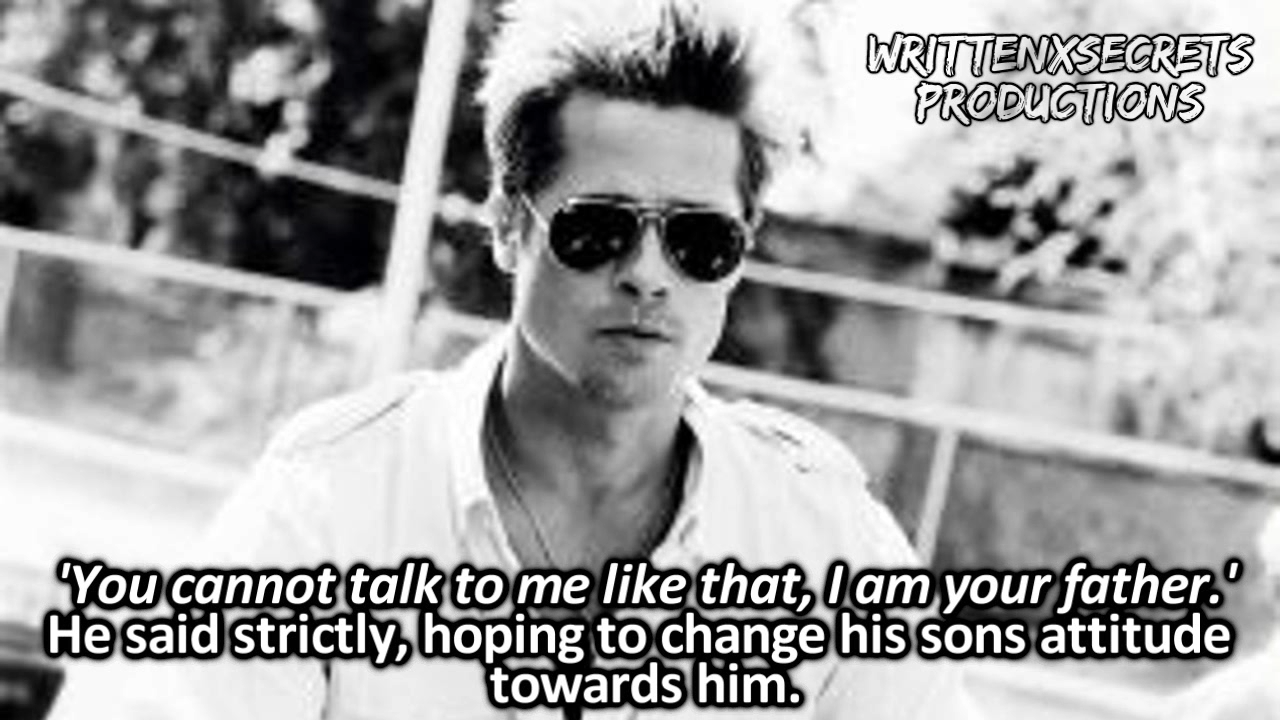 WRITTENXSECRETS
PRODUCTIONS
'You cannot talk to me like that, I am your father.'
He said strictly, hoping to change his sons attitude
towards him.